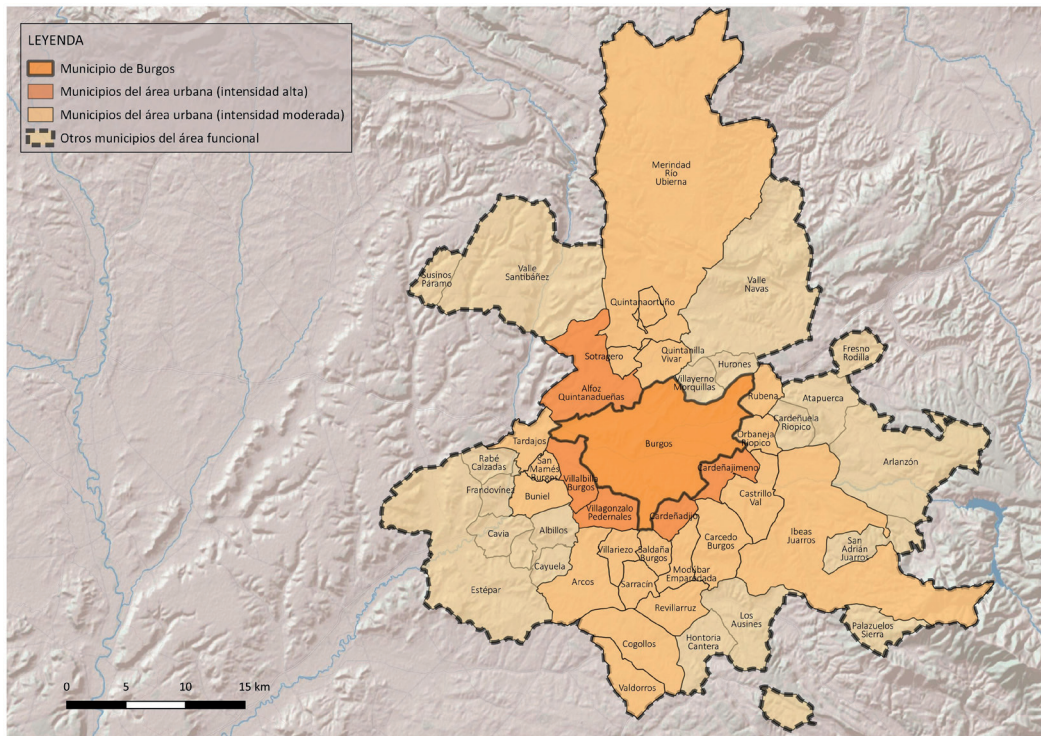 LEYENDA
Municipio de Burgos
Municipios del área urbana (intensidad alta)
Municipios del área urbana (intensidad moderada)
Otros municipios del área funcional
Merindad
Río
Ubierna
Valle
Santibáñez
Susinos
Páramo
Valle
Navas
Quintanaortuño
Sotragero
Quintanilla
Vivar
Hurones
Fresno
Rodilla
Villayerno
Morquillas
Alfoz
Quintanadueñas
Rubena
Atapuerca
Cardeñuela
Riopico
Burgos
Urbaneja
Riopico
Tardajos
Arlanzón
Rabé
Calzadas
San
Mamés
Burgos
Cardeñajimeno
Villalbilla
Burgos
Frandovínez
Buniel
Castrillo
Val
Villagonzalo
Pedernales
Cardeñadijo
Cavia
Albillos
Ibeas
Juarros
Carcedo
Burgos
San
Adrián
Juarros
Villariezo
Saldaña
Burgos
Cayuela
Modúbar
Emparedada
Arcos
Sarracín
Estépar
Revillarruz
Los
Ausines
Palazuelos
Sierra
Cogollos
Hontoria
Cantera
Valdorros
0 5 10 15 km